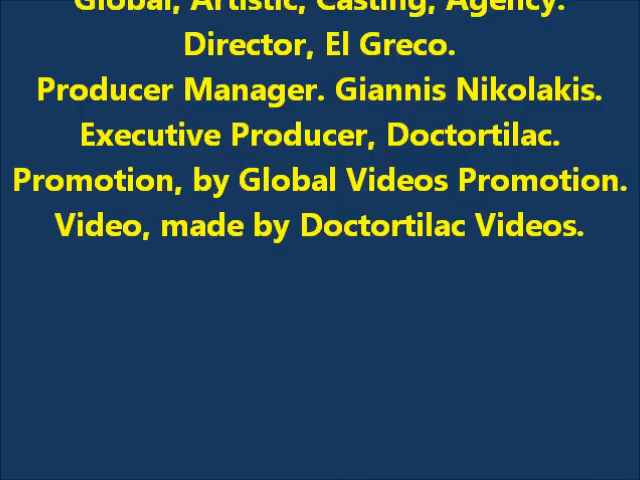 Global, Artistic, Casting, Agency.
Director, El Greco.
Producer Manager. Giannis Nikolakis.
Executive Producer, Doctortilac.
Promotion, by Global Videos Promotion.
Video, made by Doctortilac Videos.